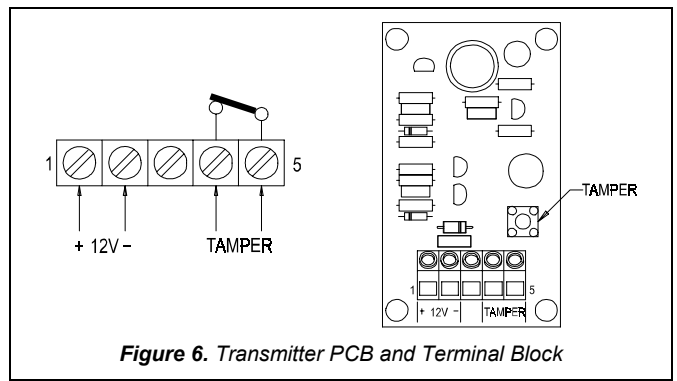 1 5
+ 12V - TAMPER
TAMPER
1 5
+ 12V - TAMPER
Figure 6. Transmitter PCB and Terminal Block